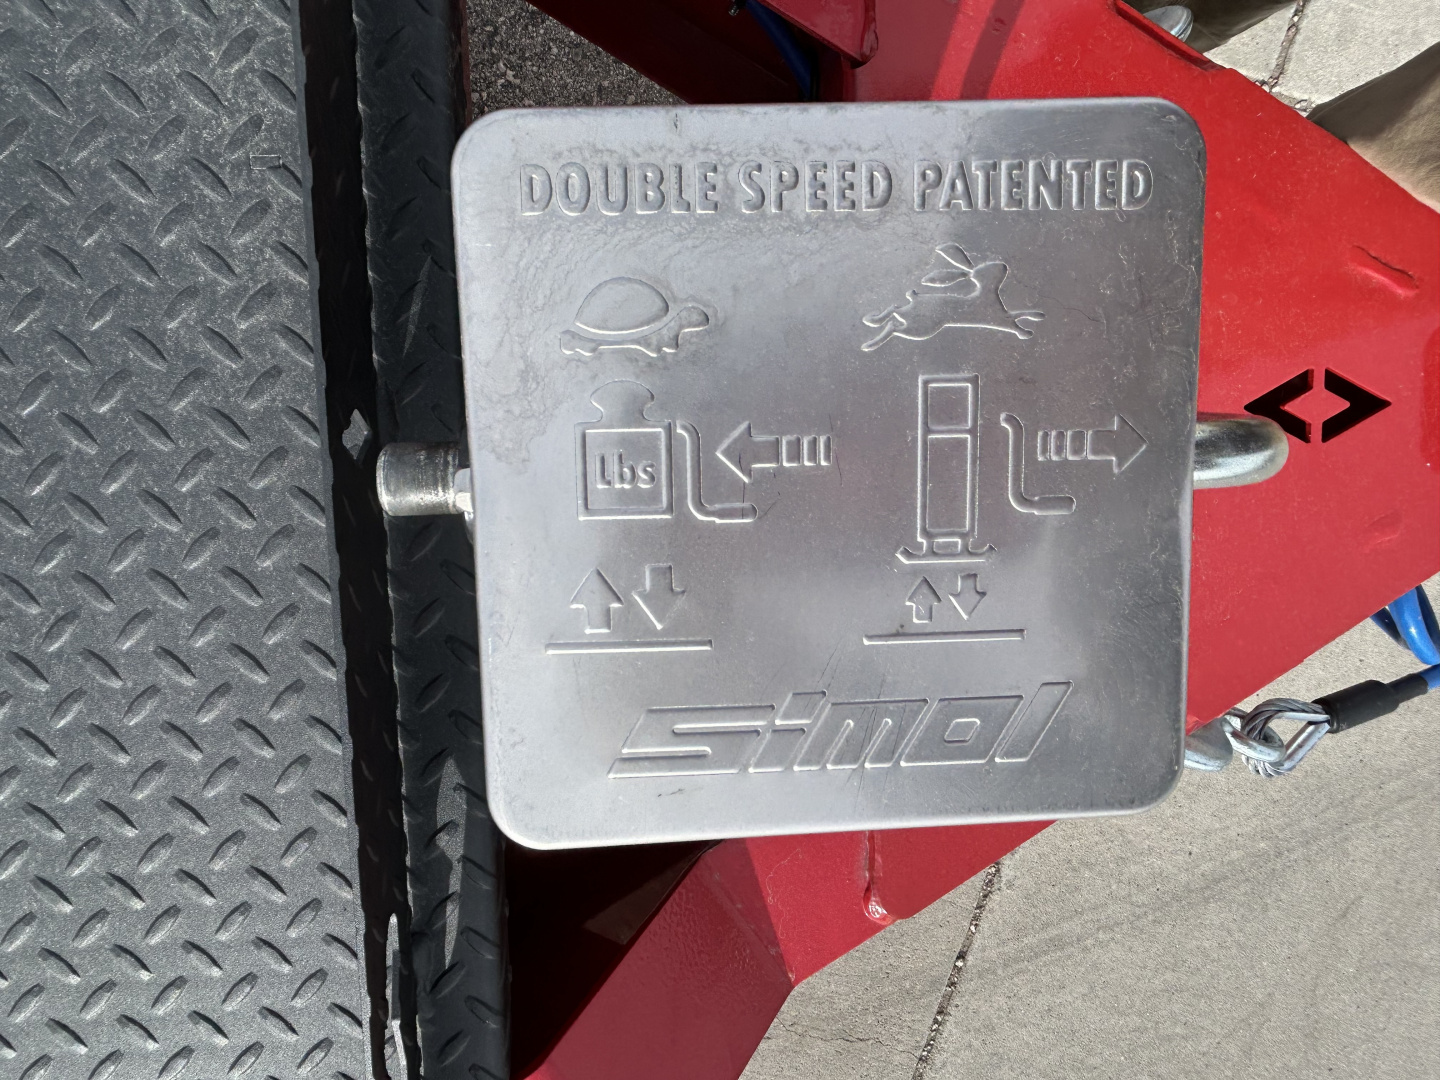 DOUBLE SPEED PATENTED
Lbs
simol